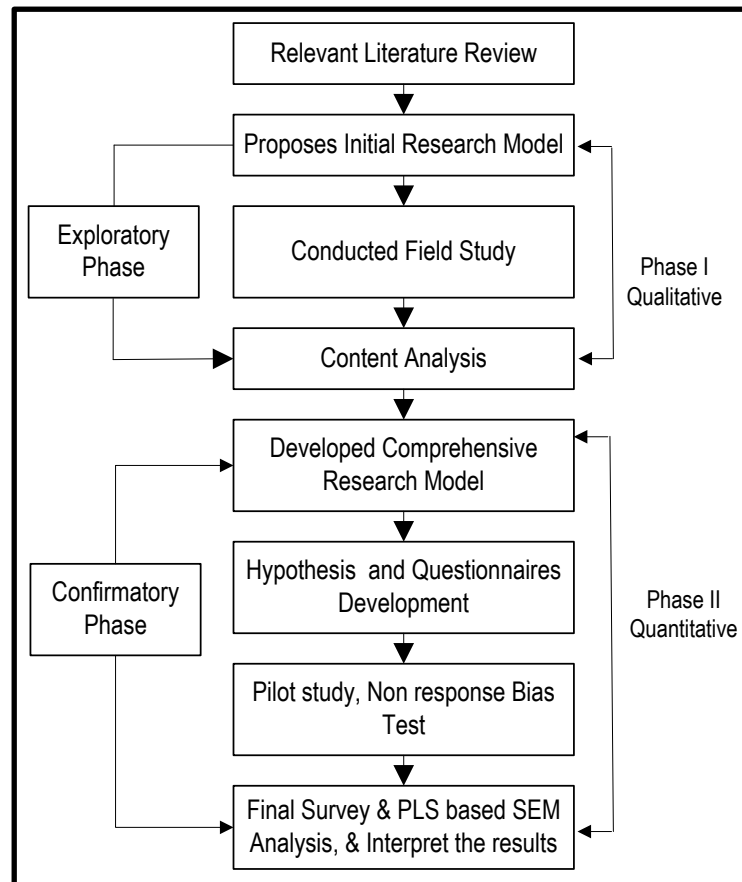 Relevant Literature Review
Proposes Initial Research Model
Exploratory
Phase
Conducted Field Study
Phase I
Qualitative
Content Analysis
Developed Comprehensive
Research Model
Hypothesis and Questionnaires
Development
Confirmatory
Phase
Phase II
Quantitative
Pilot study, Non response Bias
Test
Final Survey & PLS based SEM
Analysis, & Interpret the results